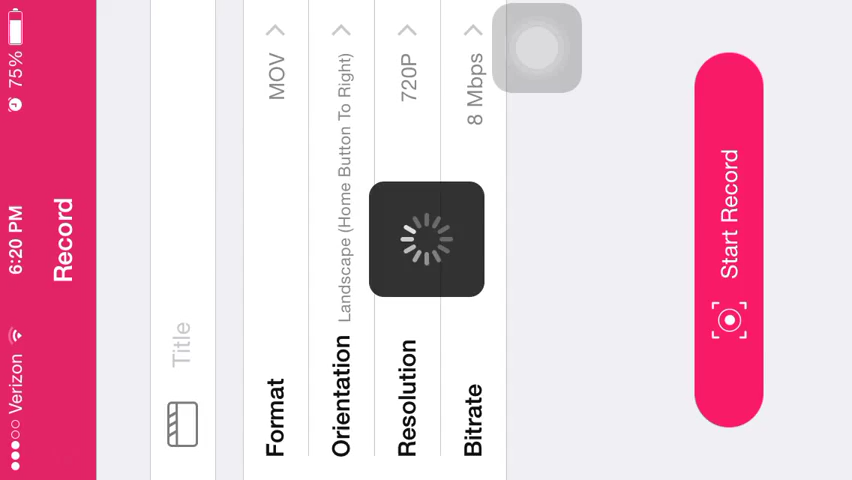 Verizon 6:20 PM 75%
Record
Title
Format MOV
Orientation Landscape (Home Button To Right)
Resolution 720P
Bitrate 8 Mbps
Start Record